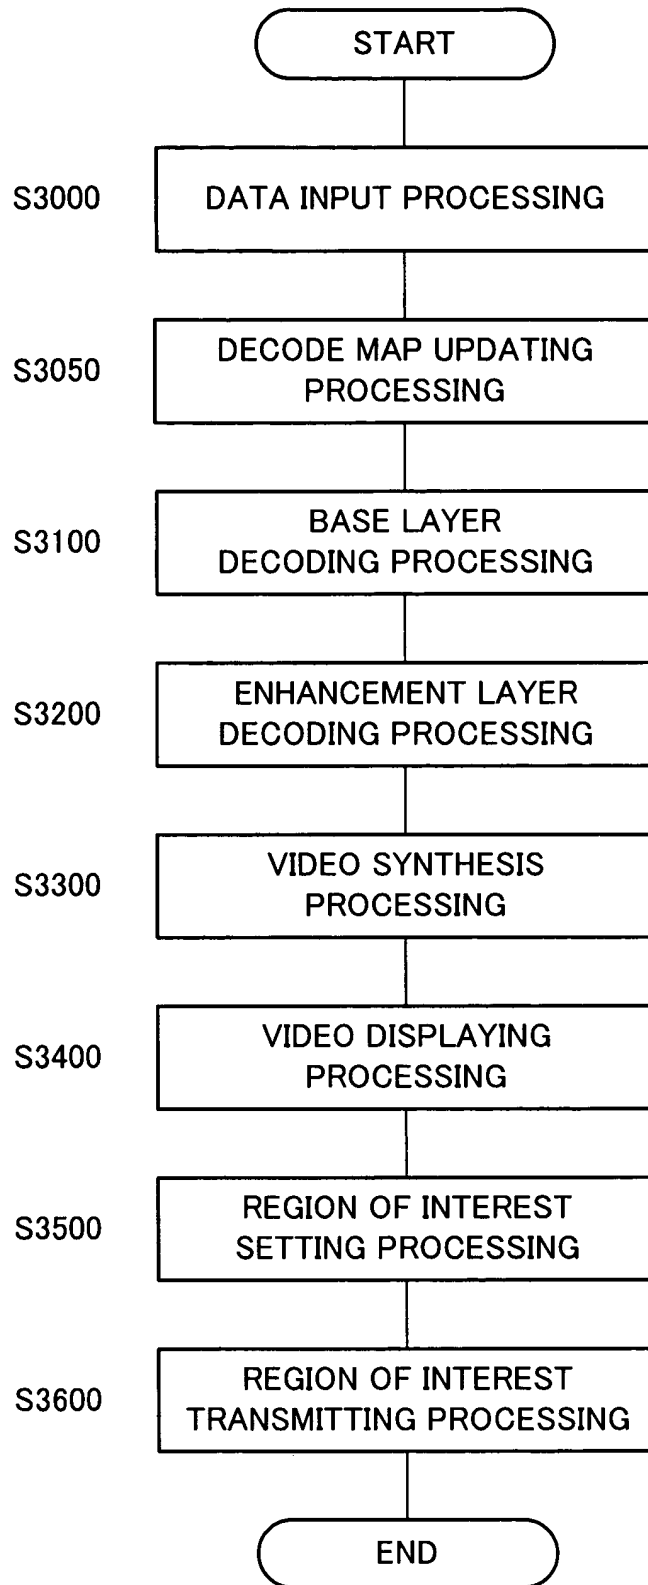 START
S3000
DATA INPUT PROCESSING
S3050
DECODE MAP UPDATING
PROCESSING
S3100
BASE LAYER
DECODING PROCESSING
S3200
ENHANCEMENT LAYER
DECODING PROCESSING
S3300
VIDEO SYNTHESIS
PROCESSING
S3400
VIDEO DISPLAYING
PROCESSING
S3500
REGION OF INTEREST
SETTING PROCESSING
S3600
REGION OF INTEREST
TRANSMITTING PROCESSING
END